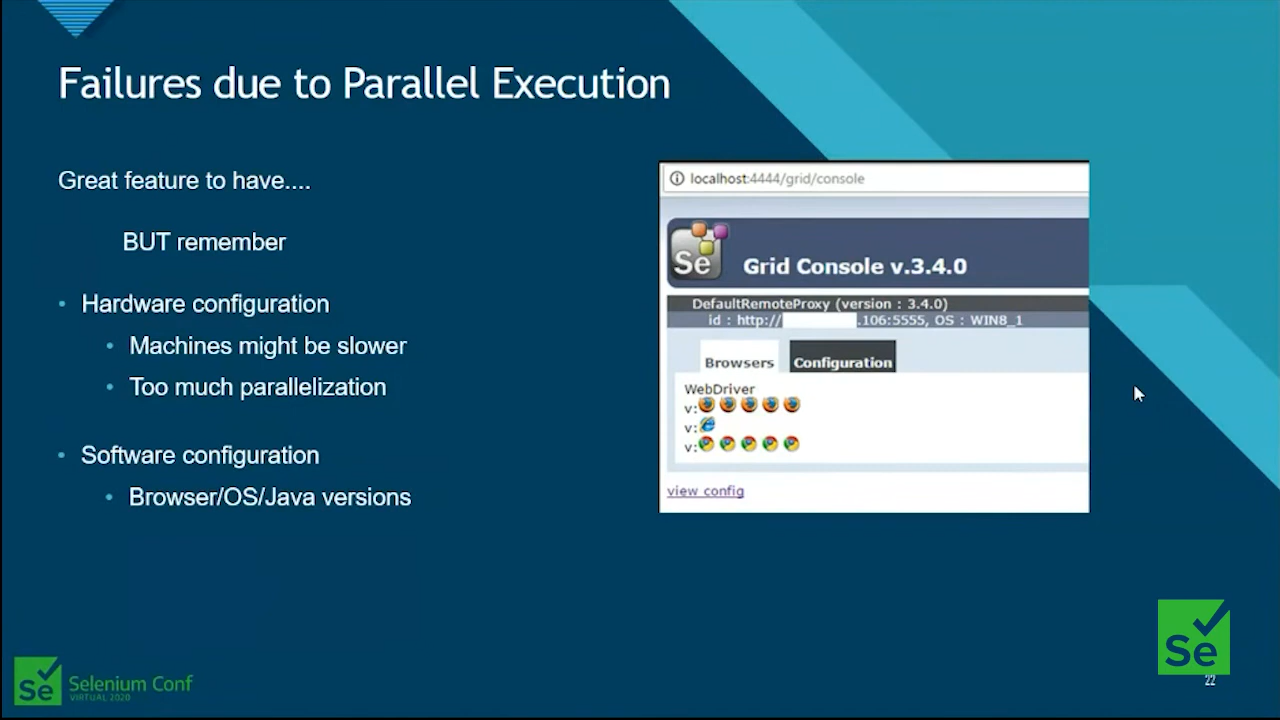 Failures due to Parallel Execution
Great feature to have....
BUT remember
• Hardware configuration
• Machines might be slower
• Too much parallelization
• Software configuration
• Browser/OS/Java versions
localhost:4444/grid/console
Se
Grid Console v.3.4.0
DefaultRemoteProxy (version : 3.4.0)
id : http:// .106:5555, OS : WIN8_1
Browsers Configuration
WebDriver
v:
v:
v:
view config
Se
Selenium Conf
VIRTUAL 2020
Se
22